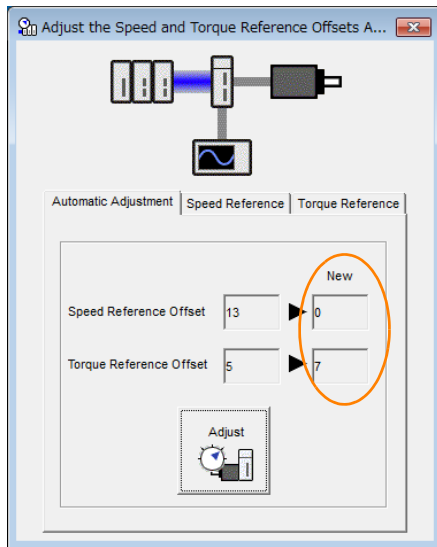 Adjust the Speed and Torque Reference Offsets A...
Automatic Adjustment Speed Reference Torque Reference
New
Speed Reference Offset 13 0
Torque Reference Offset 5 7
Adjust